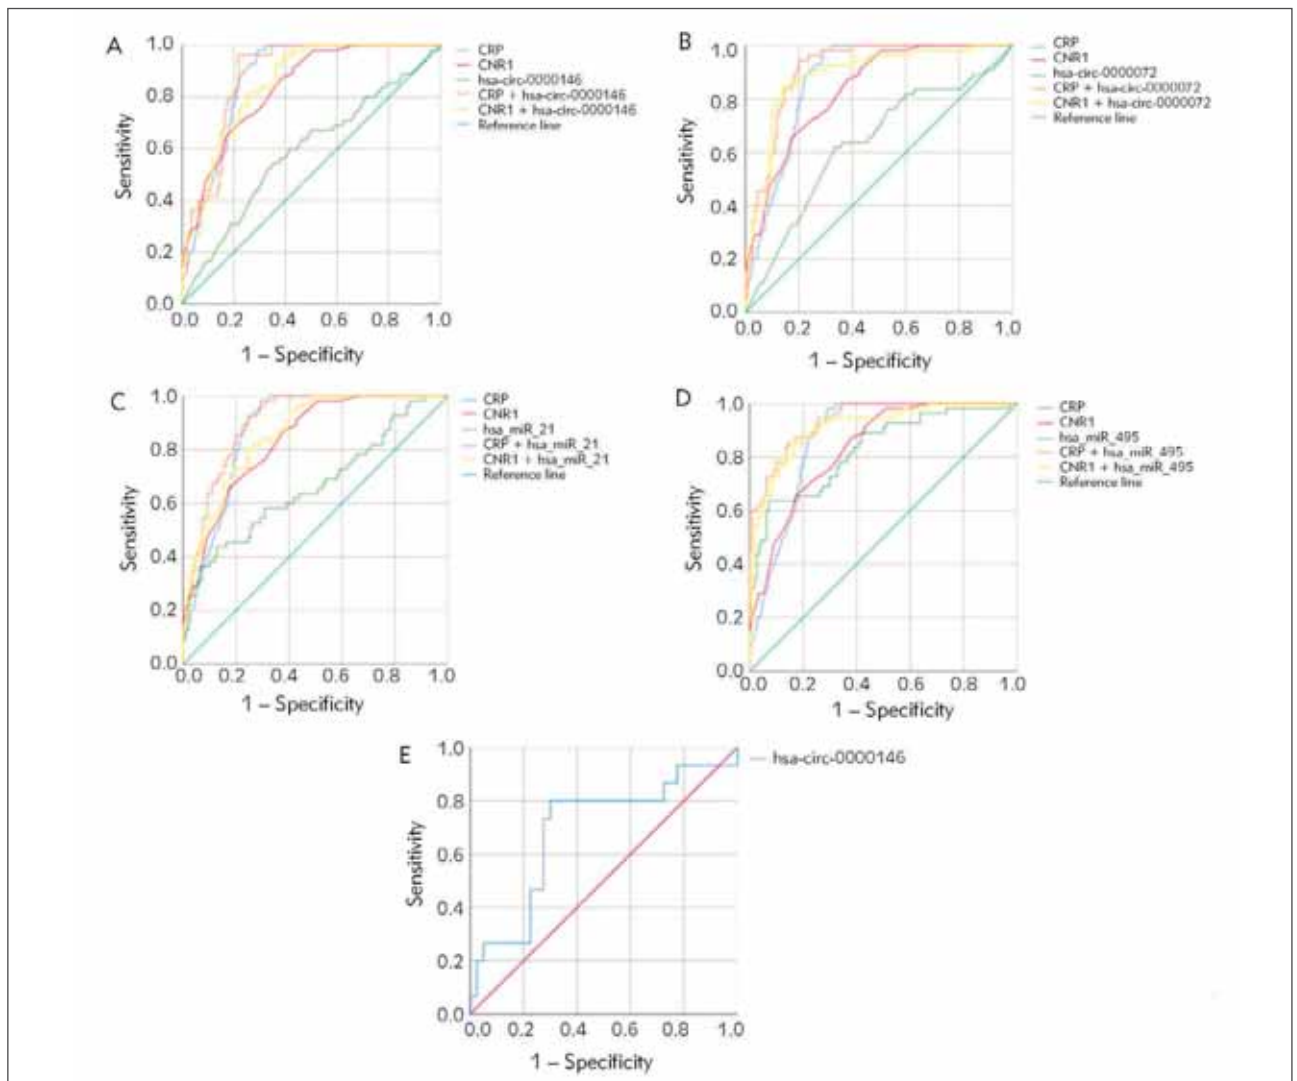 A
1.0
0.8
0.6
0.4
0.2
0.0
Sensitivity
0.0 0.2 0.4 0.6 0.8 1.0
1 – Specificity
CRP
CNR1
hsa-circ-0000146
CRP + hsa-circ-0000146
CNR1 + hsa-circ-0000146
Reference line
B
1.0
0.8
0.6
0.4
0.2
0.0
Sensitivity
0.0 0.2 0.4 0.6 0.8 1.0
1 – Specificity
CRP
CNR1
hsa-circ-0000072
CRP + hsa-circ-0000072
CNR1 + hsa-circ-0000072
Reference line
C
1.0
0.8
0.6
0.4
0.2
0.0
Sensitivity
0.0 0.2 0.4 0.6 0.8 1.0
1 – Specificity
CRP
CNR1
hsa_miR_21
CRP + hsa_miR_21
CNR1 + hsa_miR_21
Reference line
D
1.0
0.8
0.6
0.4
0.2
0.0
Sensitivity
0.0 0.2 0.4 0.6 0.8 1.0
1 – Specificity
CRP
CNR1
hsa_miR_495
CRP + hsa_miR_495
CNR1 + hsa_miR_495
Reference line
E
1.0
0.8
0.6
0.4
0.2
0.0
Sensitivity
0.0 0.2 0.4 0.6 0.8 1.0
1 – Specificity
hsa-circ-0000146